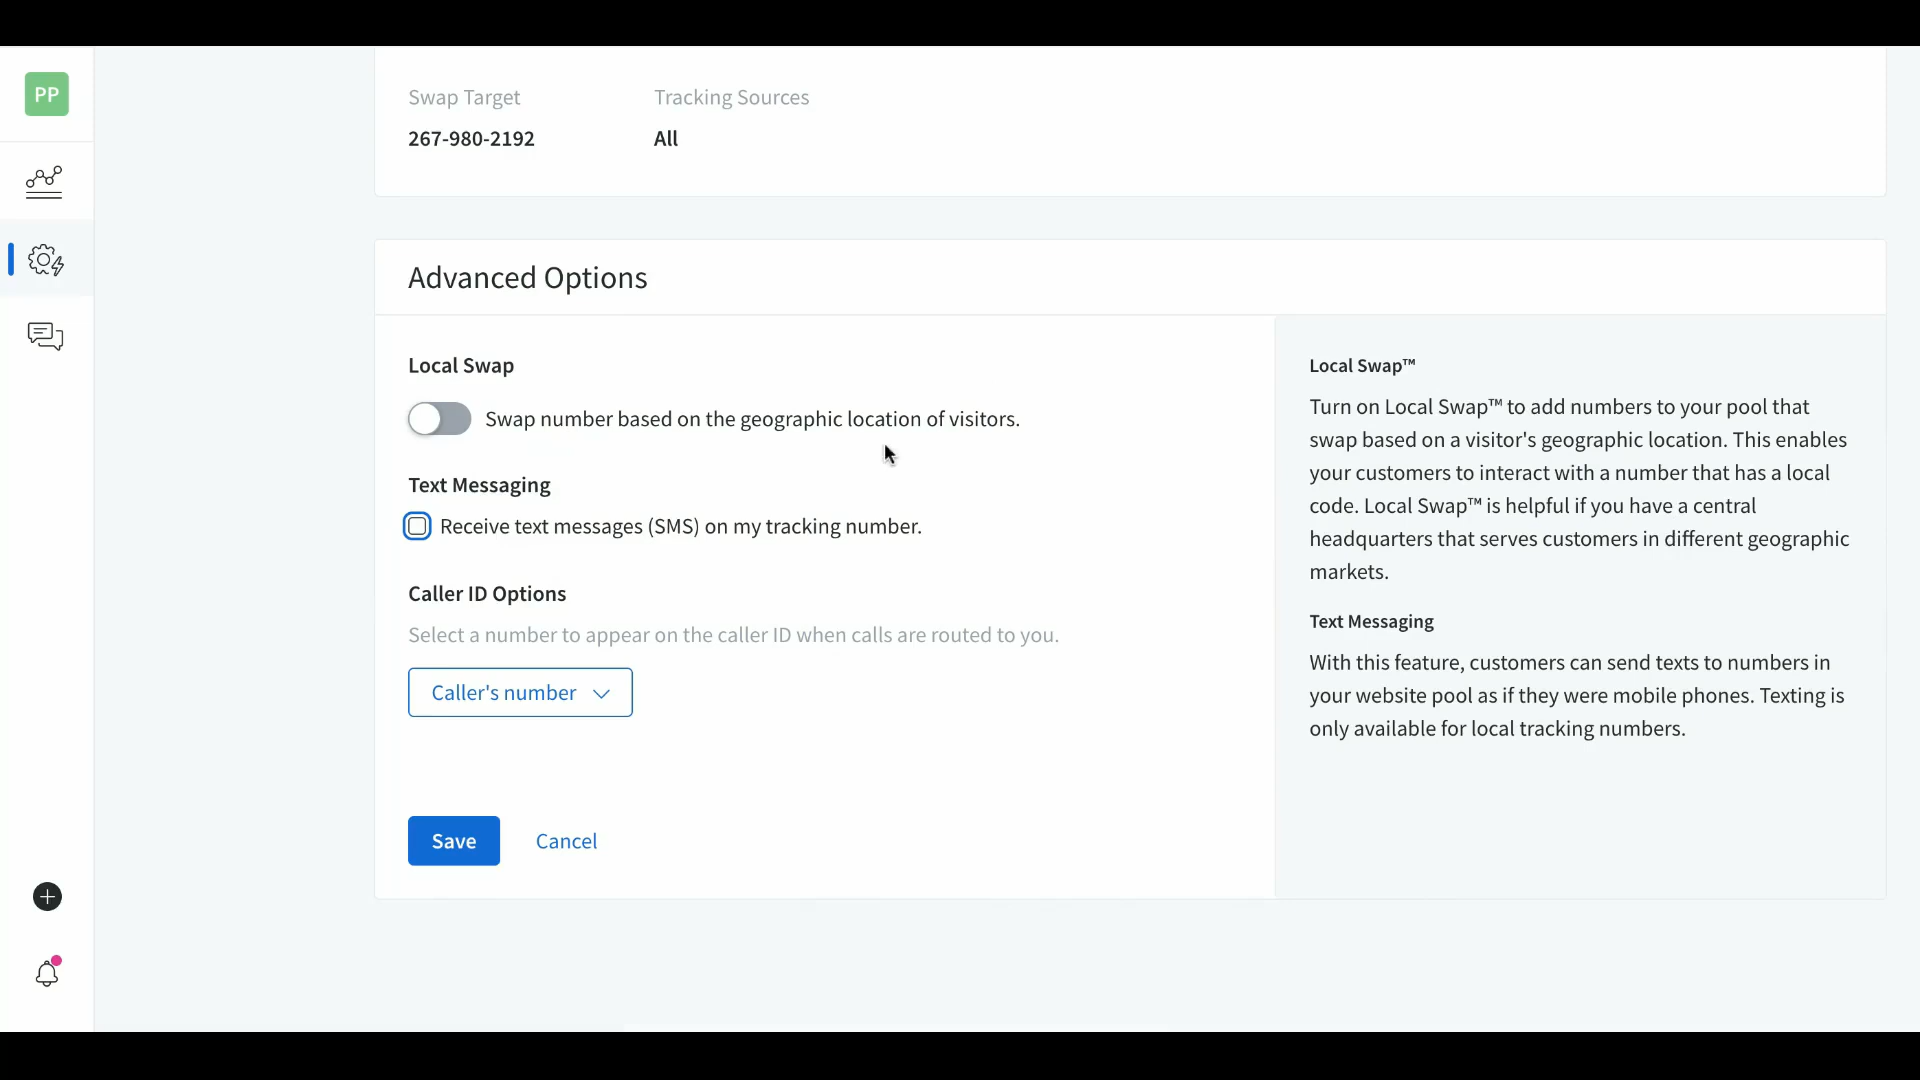 PP
Swap Target
Tracking Sources
267-980-2192
All
Advanced Options
Local Swap
Swap number based on the geographic location of visitors.
Text Messaging
Receive text messages (SMS) on my tracking number.
Caller ID Options
Select a number to appear on the caller ID when calls are routed to you.
Caller's number
Save
Cancel
Local Swap™
Turn on Local Swap™ to add numbers to your pool that
swap based on a visitor's geographic location. This enables
your customers to interact with a number that has a local
code. Local Swap™ is helpful if you have a central
headquarters that serves customers in different geographic
markets.
Text Messaging
With this feature, customers can send texts to numbers in
your website pool as if they were mobile phones. Texting is
only available for local tracking numbers.